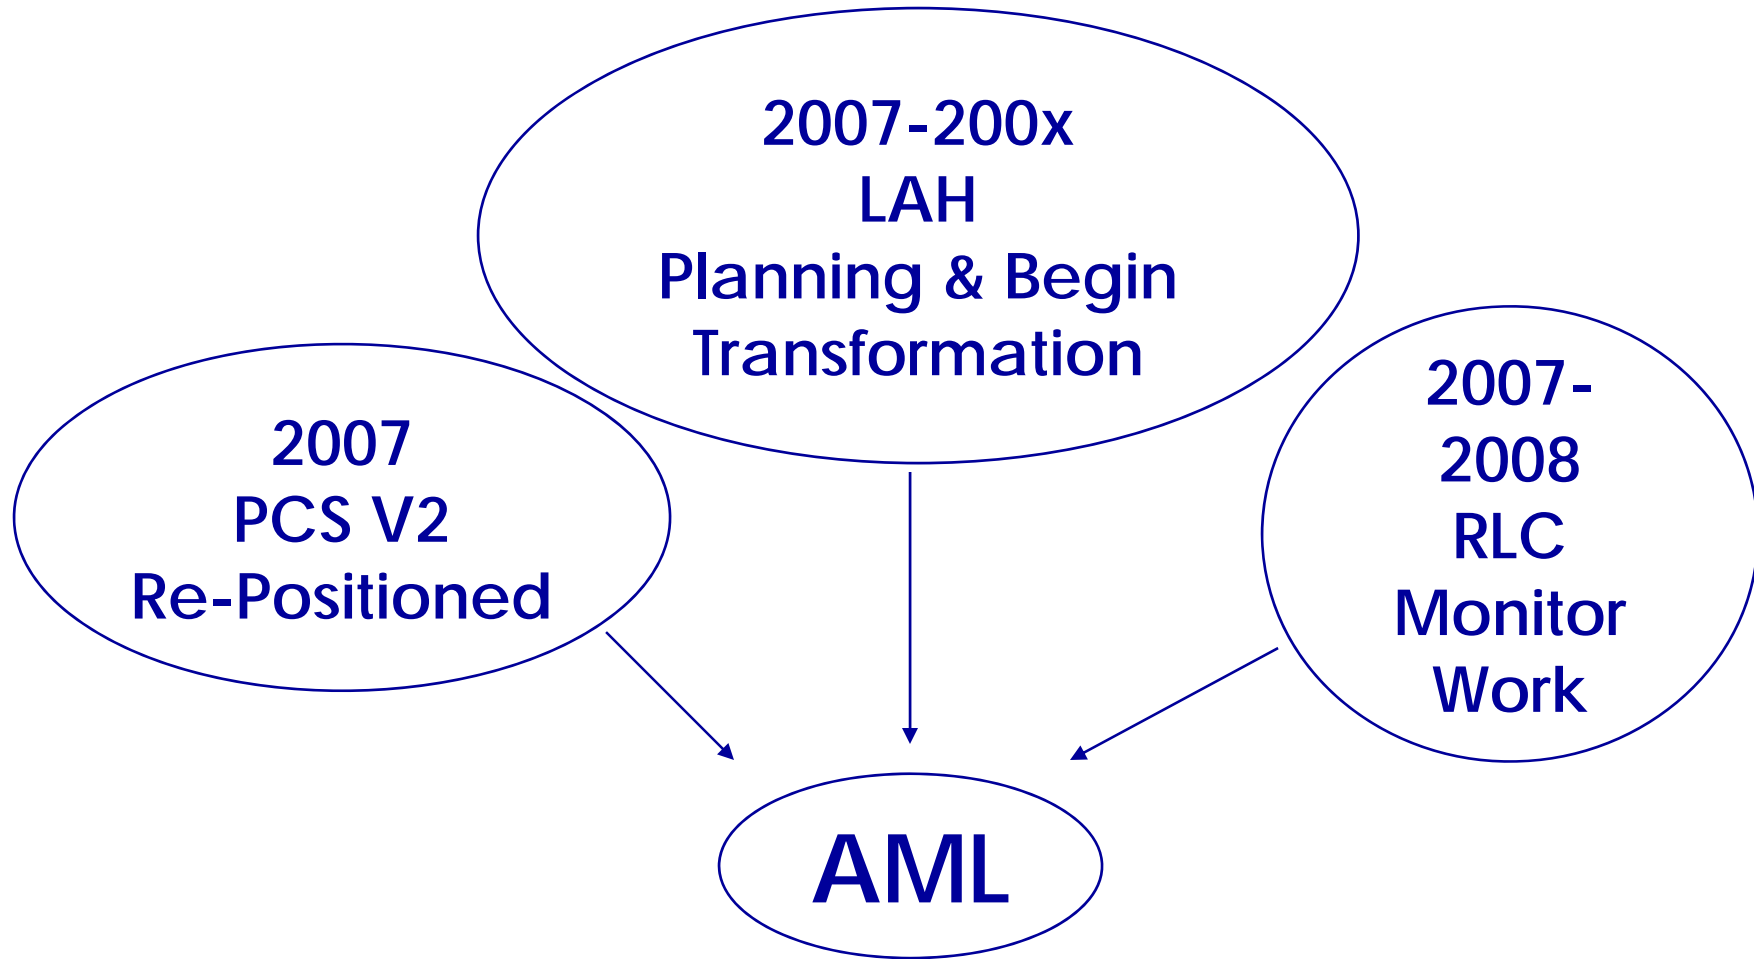 2007-200x
LAH
Planning & Begin
Transformation
2007
PCS V2
Re-Positioned
2007-
2008
RLC
Monitor
Work
AML